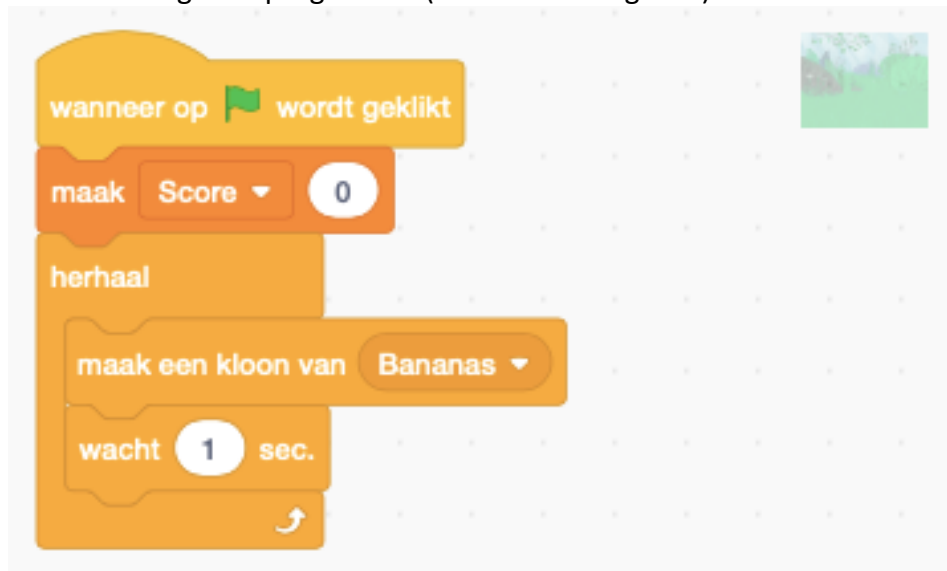 wanneer op wordt geklikt
maak Score 0
herhaal
maak een kloon van Bananas
wacht 1 sec.